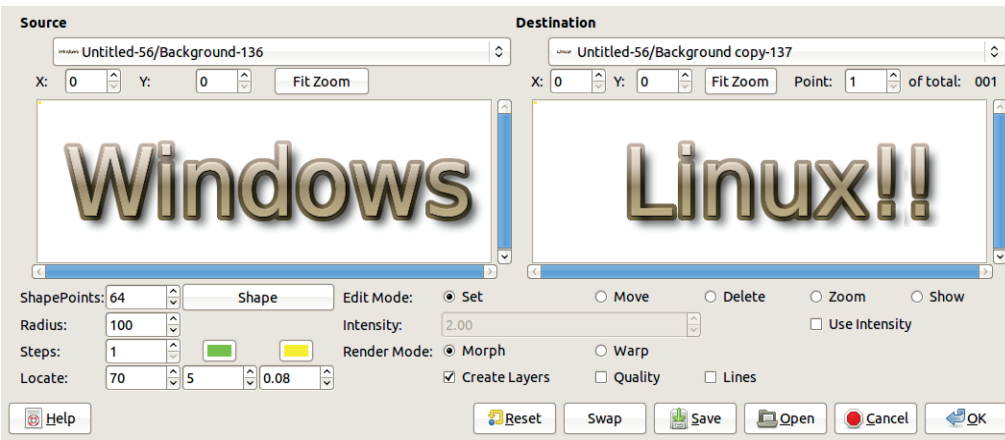 Source Destination
Windows Untitled-56/Background-136 Linux!! Untitled-56/Background copy-137
X: 0 Y: 0 Fit Zoom X: 0 Y: 0 Fit Zoom Point: 1 of total: 001
Windows Linux!!
ShapePoints: 64 Shape Edit Mode: Set Move Delete Zoom Show
Radius: 100 Intensity: 2.00 Use Intensity
Steps: 1 Render Mode: Morph Warp
Locate: 70 5 0.08 Create Layers Quality Lines
Help Reset Swap Save Open Cancel OK